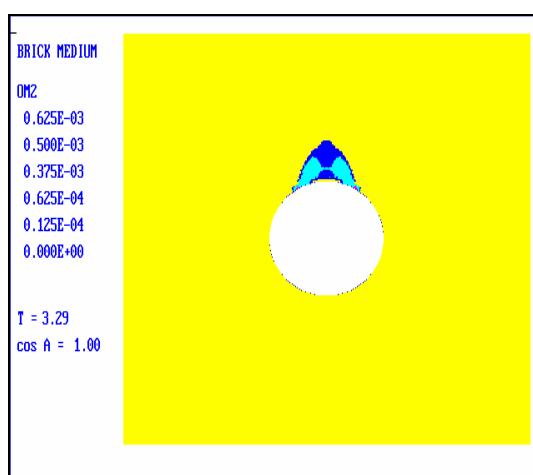 BRICK MEDIUM
OM2
0.625E-03
0.500E-03
0.375E-03
0.625E-04
0.125E-04
0.000E+00
T = 3.29
cos A = 1.00